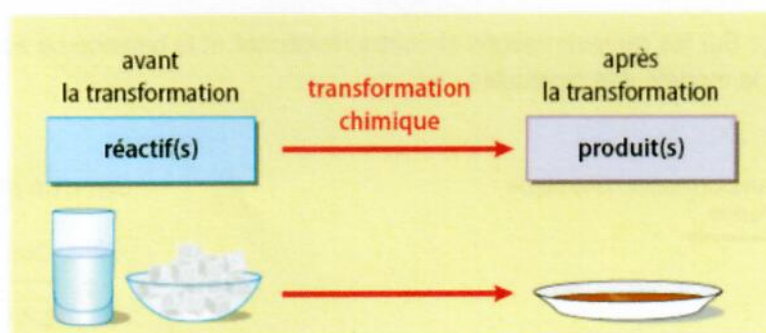 avant
la transformation
réactif(s)
transformation
chimique
après
la transformation
produit(s)